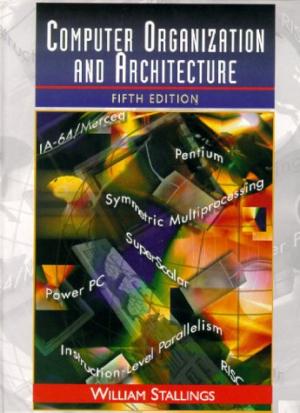 COMPUTER ORGANIZATION
AND ARCHITECTURE
FIFTH EDITION
IA-64/Merced
Pentium
Symmetric Multiprocessing
SuperScalar
Power PC
Instruction-Level Parallelism
RISC
WILLIAM STALLINGS